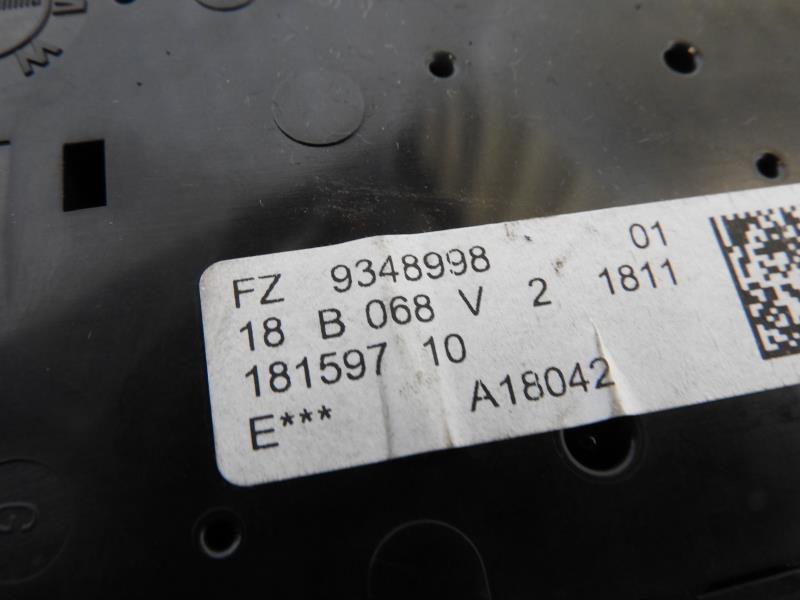 FZ 9348998 01
18 B 068 V 2 1811
181597 10
E*** A18042
G